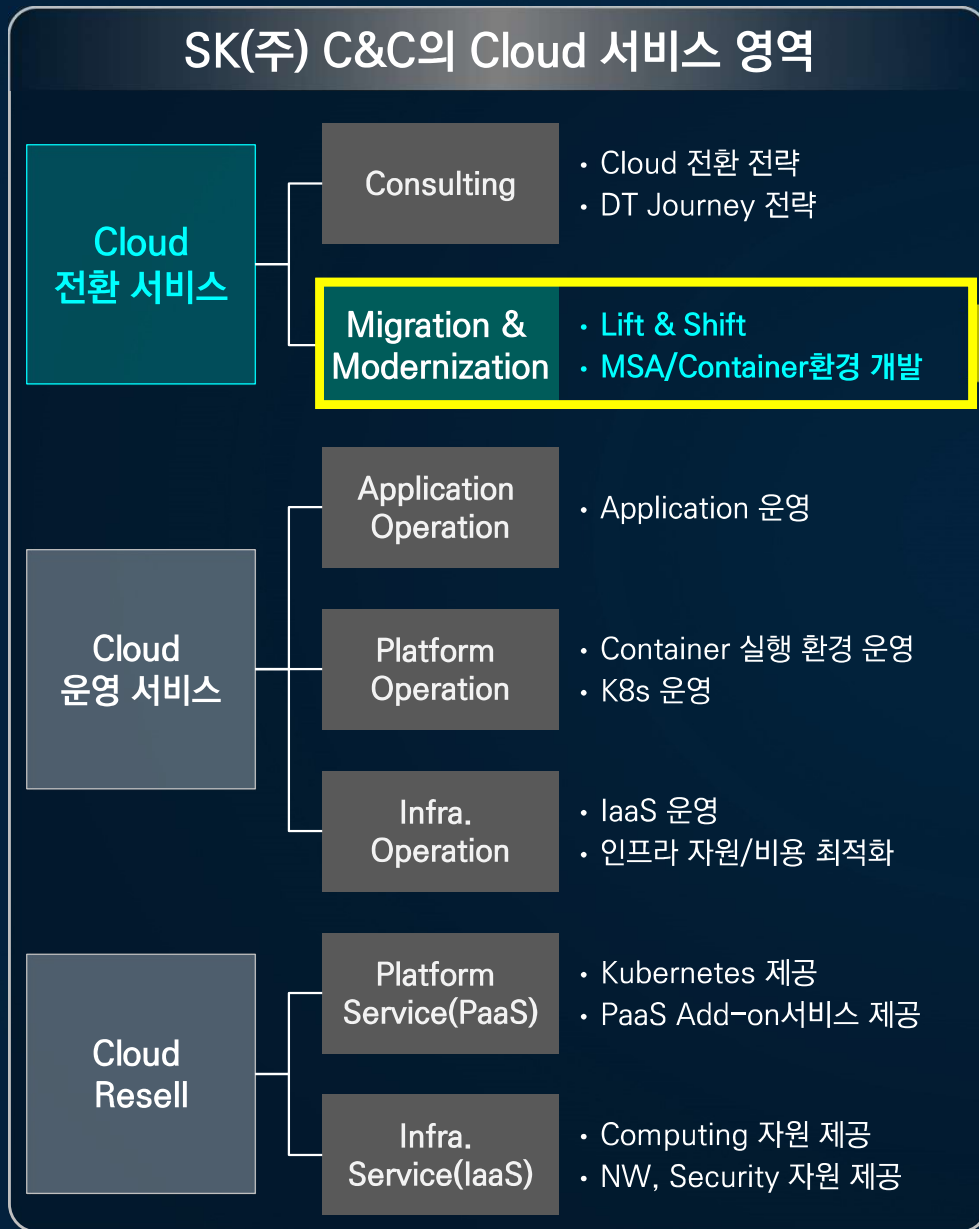 SK(주) C&C의 Cloud 서비스 영역
Cloud
전환 서비스
Consulting
• Cloud 전환 전략
• DT Journey 전략
Migration &
Modernization
• Lift & Shift
• MSA/Container환경 개발
Cloud
운영 서비스
Application
Operation
• Application 운영
Platform
Operation
• Container 실행 환경 운영
• K8s 운영
Infra.
Operation
• IaaS 운영
• 인프라 자원/비용 최적화
Cloud
Resell
Platform
Service(PaaS)
• Kubernetes 제공
• PaaS Add-on서비스 제공
Infra.
Service(IaaS)
• Computing 자원 제공
• NW, Security 자원 제공